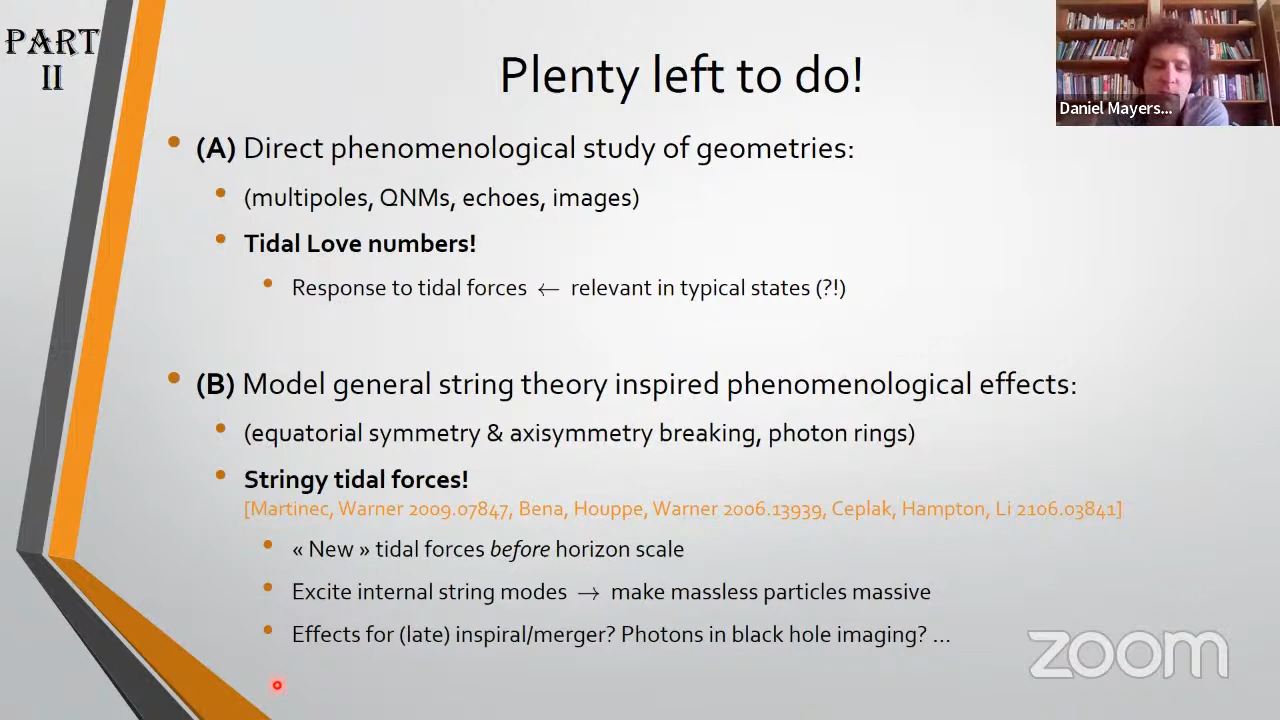 PART
II
Plenty left to do!
Daniel Mayers...
(A) Direct phenomenological study of geometries:
(multipoles, QNMs, echoes, images)
Tidal Love numbers!
Response to tidal forces ← relevant in typical states (?!)
(B) Model general string theory inspired phenomenological effects:
(equatorial symmetry & axisymmetry breaking, photon rings)
Stringy tidal forces!
[Martinec, Warner 2009.07847, Bena, Houppe, Warner 2006.13939, Ceplak, Hampton, Li 2106.03841]
« New » tidal forces before horizon scale
Excite internal string modes → make massless particles massive
Effects for (late) inspiral/merger? Photons in black hole imaging? ...
zoom